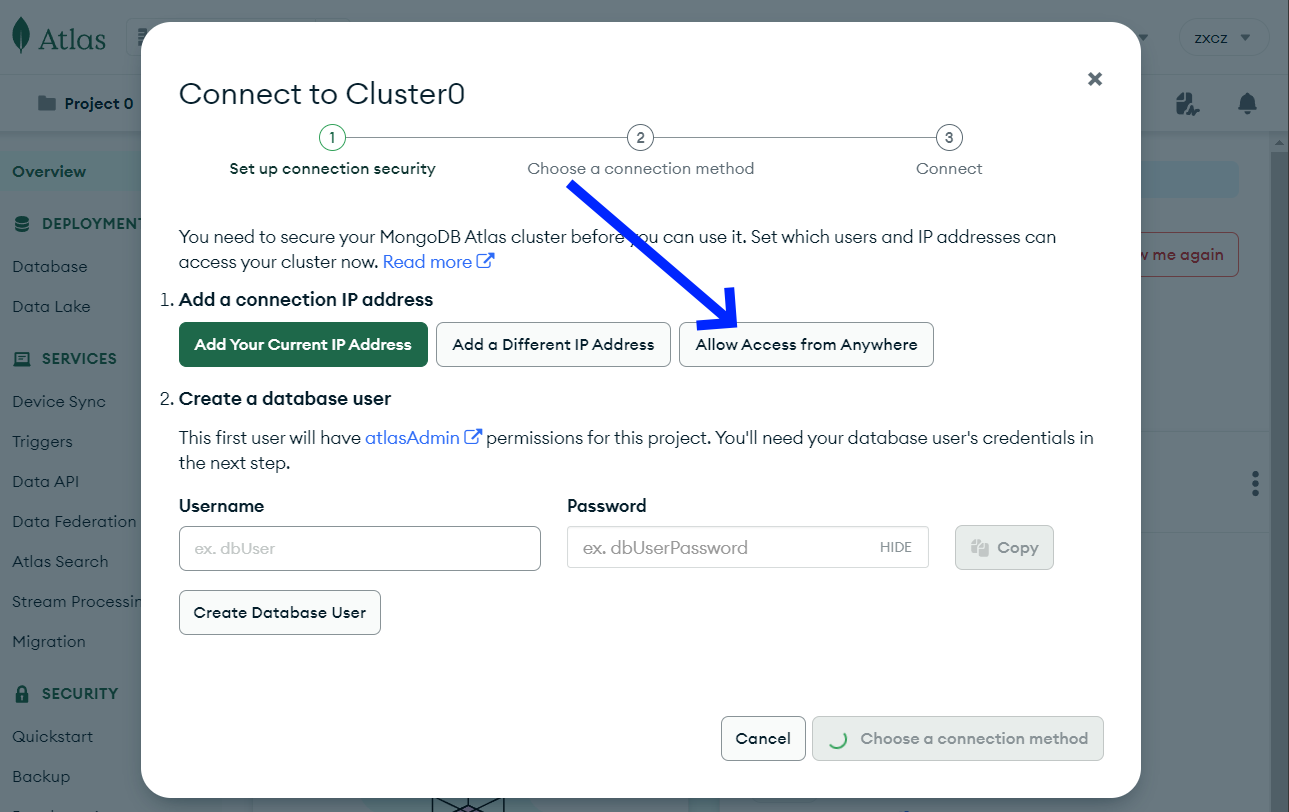 Atlas
zxcz
Project 0
Connect to Cluster0
1
2
3
Set up connection security
Choose a connection method
Connect
Overview
DEPLOYMENT
Database
Data Lake
SERVICES
Device Sync
Triggers
Data API
Data Federation
Atlas Search
Stream Processin
Migration
SECURITY
Quickstart
Backup
You need to secure your MongoDB Atlas cluster before you can use it. Set which users and IP addresses can
access your cluster now. Read more
w me again
1. Add a connection IP address
Add Your Current IP Address
Add a Different IP Address
Allow Access from Anywhere
2. Create a database user
This first user will have atlasAdmin permissions for this project. You'll need your database user's credentials in
the next step.
Username
Password
ex. dbUser
ex. dbUserPassword
HIDE
Copy
Create Database User
Cancel
Choose a connection method